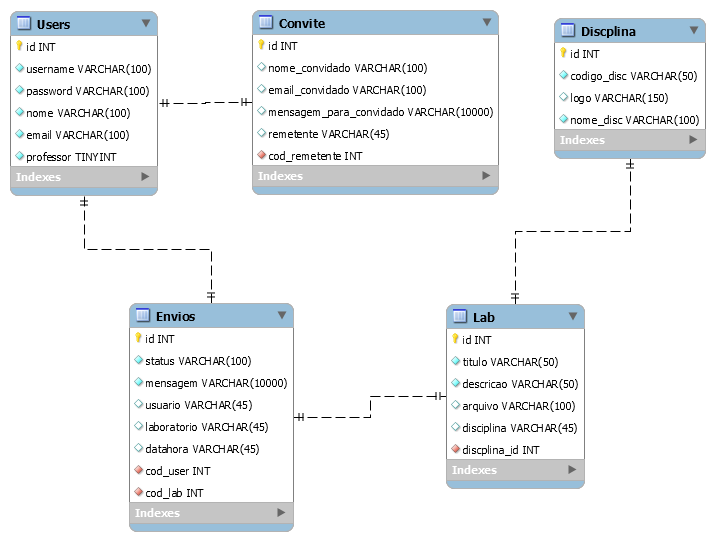 Users
id INT
username VARCHAR(100)
password VARCHAR(100)
nome VARCHAR(100)
email VARCHAR(100)
professor TINYINT
Indexes
Convite
id INT
nome_convidado VARCHAR(100)
email_convidado VARCHAR(100)
mensagem_para_convidado VARCHAR(10000)
remetente VARCHAR(45)
cod_remetente INT
Indexes
Discplina
id INT
codigo_disc VARCHAR(50)
logo VARCHAR(150)
nome_disc VARCHAR(100)
Indexes
Envios
id INT
status VARCHAR(100)
mensagem VARCHAR(10000)
usuario VARCHAR(45)
laboratorio VARCHAR(45)
datahora VARCHAR(45)
cod_user INT
cod_lab INT
Indexes
Lab
id INT
titulo VARCHAR(50)
descricao VARCHAR(50)
arquivo VARCHAR(100)
disciplina VARCHAR(45)
discplina_id INT
Indexes